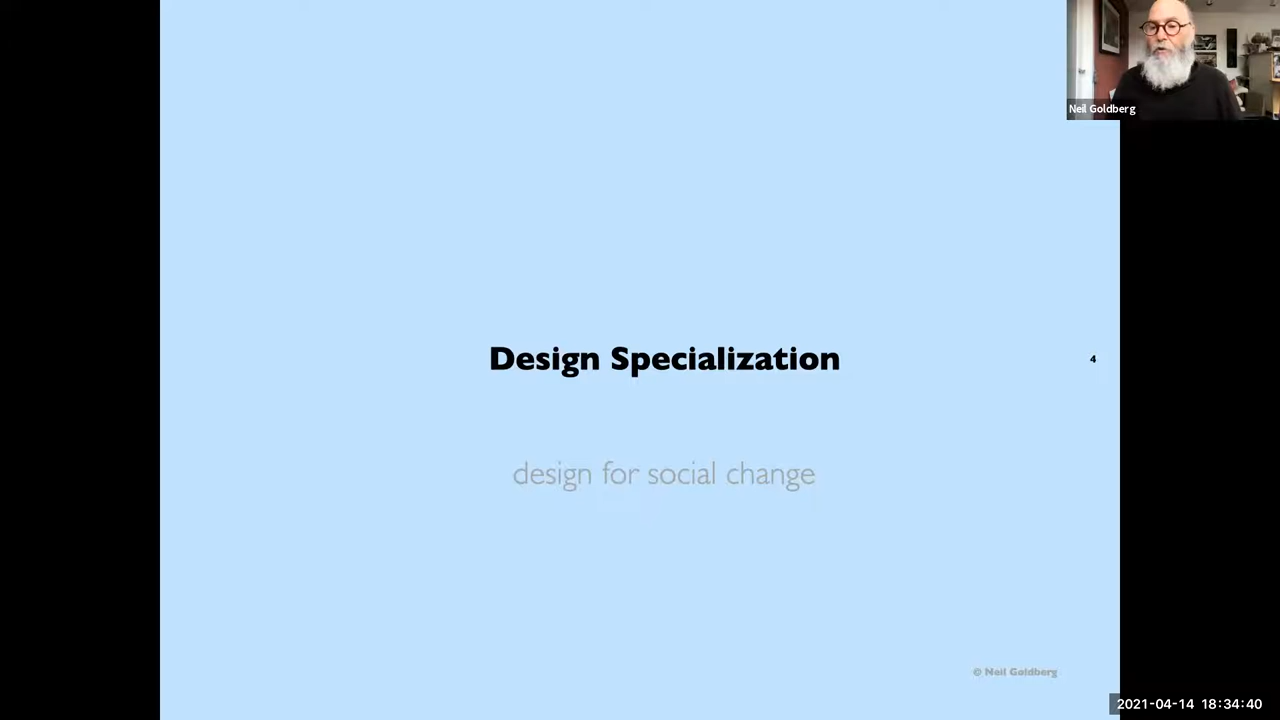 Neil Goldberg
Design Specialization
4
design for social change
© Neil Goldberg
2021-04-14 18:34:40